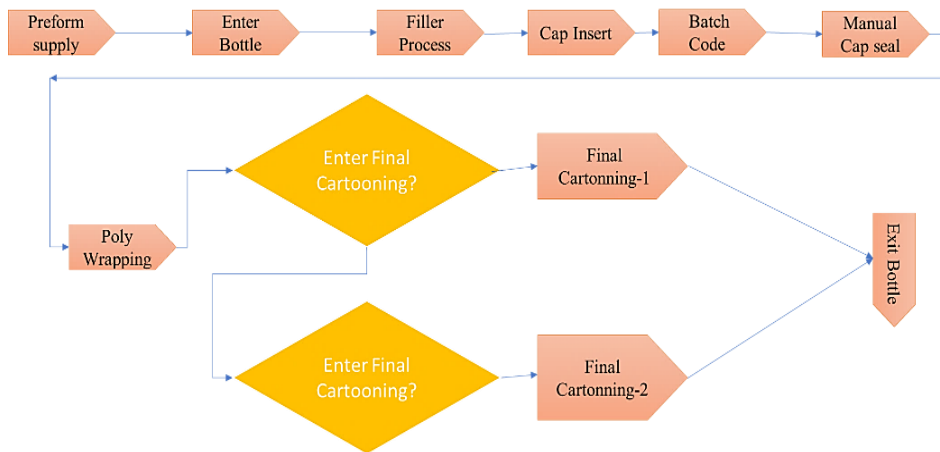 Preform
supply
Enter
Bottle
Filler
Process
Cap Insert
Batch
Code
Manual
Cap seal
Enter Final
Cartooning?
Final
Cartonning-1
Poly
Wrapping
Exit Bottle
Enter Final
Cartooning?
Final
Cartonning-2